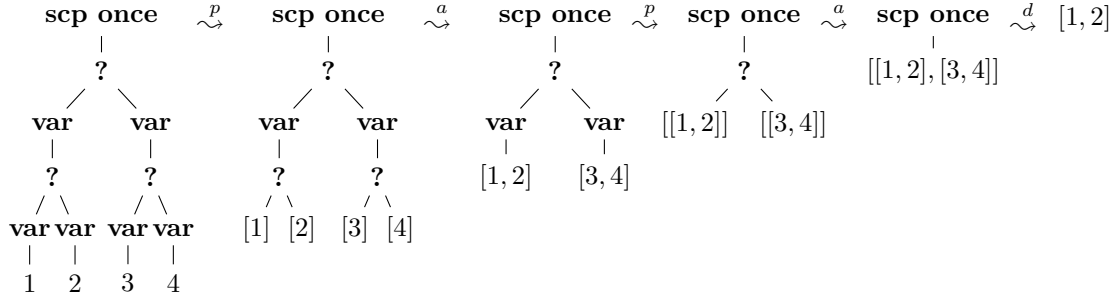 scp once ⤳ᵖ scp once ⤳ᵃ scp once ⤳ᵖ scp once ⤳ᵃ scp once ⤳ᵈ [1, 2]
? ? ? ? [[1, 2], [3, 4]]
var var var var var var [[1, 2]] [[3, 4]]
? ? ? ? [1, 2] [3, 4]
var var var var [1] [2] [3] [4]
1 2 3 4